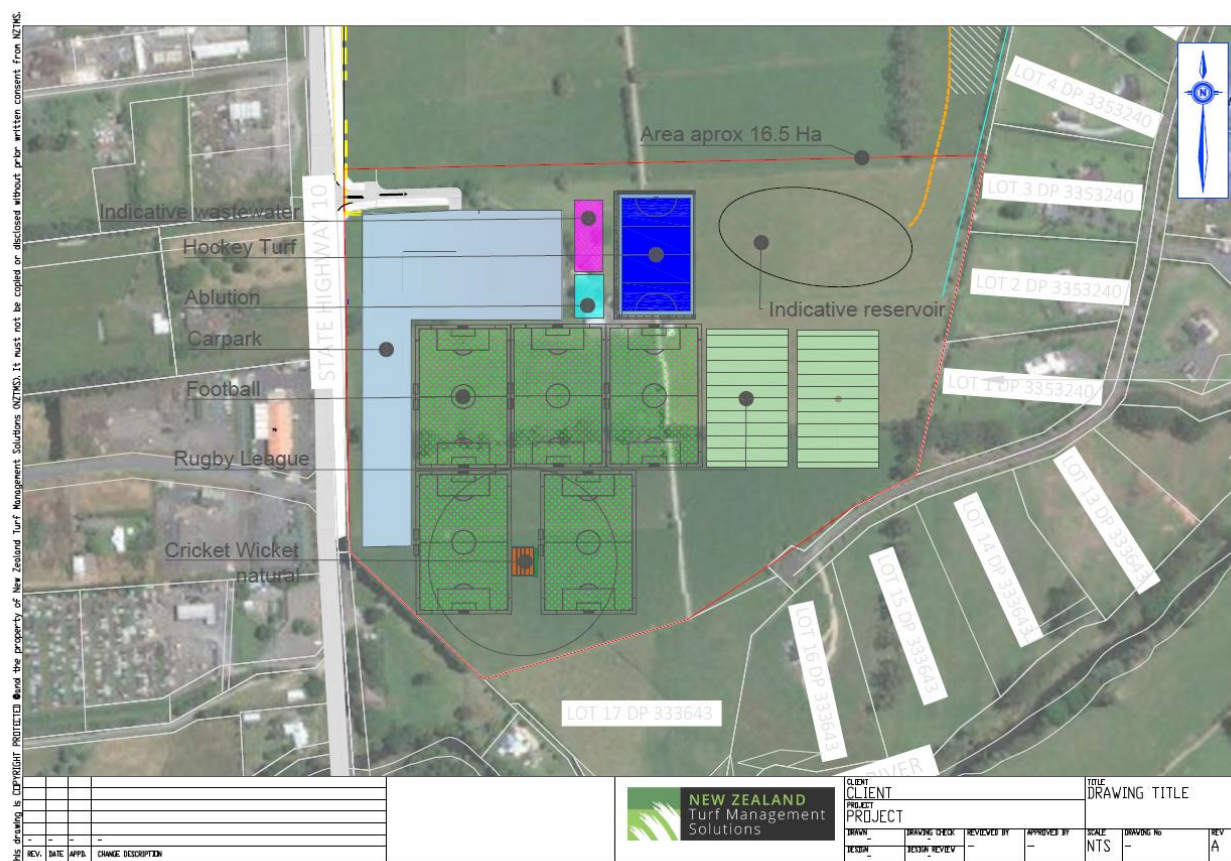 This drawing is COPYRIGHT PROTECTED and the property of New Zealand Turf Management Solutions (NZTMS). It must not be copied or disclosed without prior written consent from NZTMS.
Area aprox 16.5 Ha
LOT 4 DP 3353240
LOT 3 DP 3353240
LOT 2 DP 3353240
LOT 1 DP 3353240
N
STATE HIGHWAY 10
Indicative wastewater
Hockey Turf
Ablution
Indicative reservoir
Carpark
Football
Rugby League
Cricket Wicket
natural
LOT 13 DP 333643
LOT 14 DP 333643
LOT 15 DP 333643
LOT 16 DP 333643
LOT 17 DP 333643
RIVER
- - - -
REV. DATE APPD. CHANGE DESCRIPTION
NEW ZEALAND
Turf Management
Solutions
CLIENT
CLIENT
PROJECT
PROJECT
TITLE
DRAWING TITLE
DRAWN DRAWING CHECK REVIEWED BY APPROVED BY SCALE DRAWING No REV
- - - - NTS - A
DESIGN DESIGN REVIEW
- -